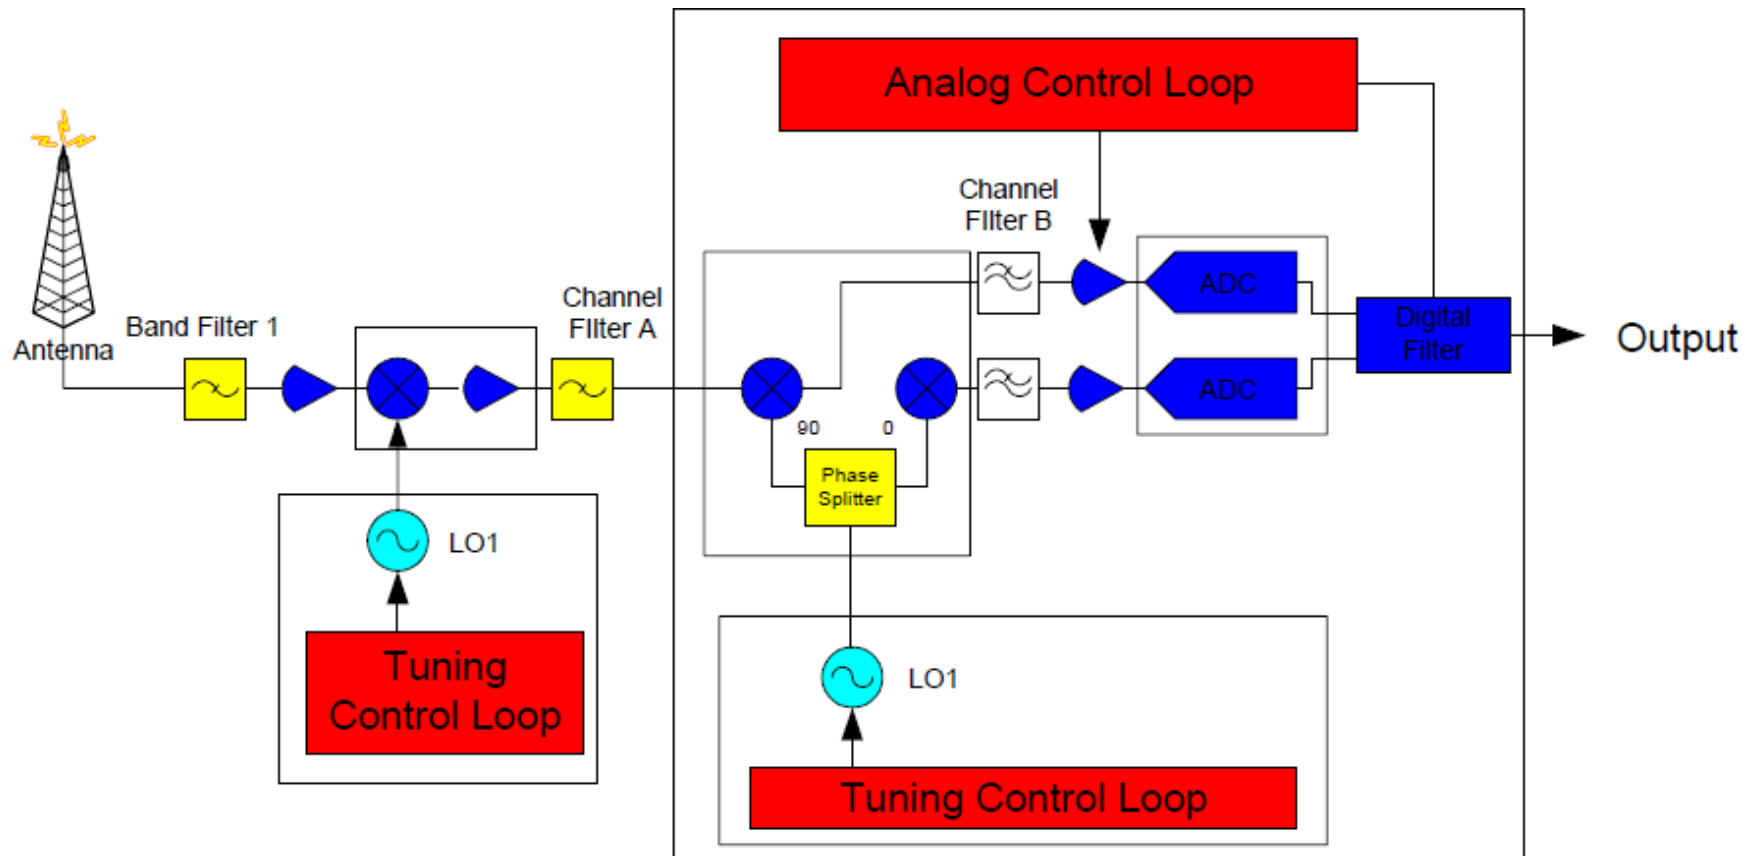 Analog Control Loop
Channel
FIlter B
ADC
Channel
FIlter A
Band Filter 1
Antenna
Digital
Filter
Output
ADC
90
0
Phase
Splitter
LO1
LO1
Tuning
Control Loop
Tuning Control Loop